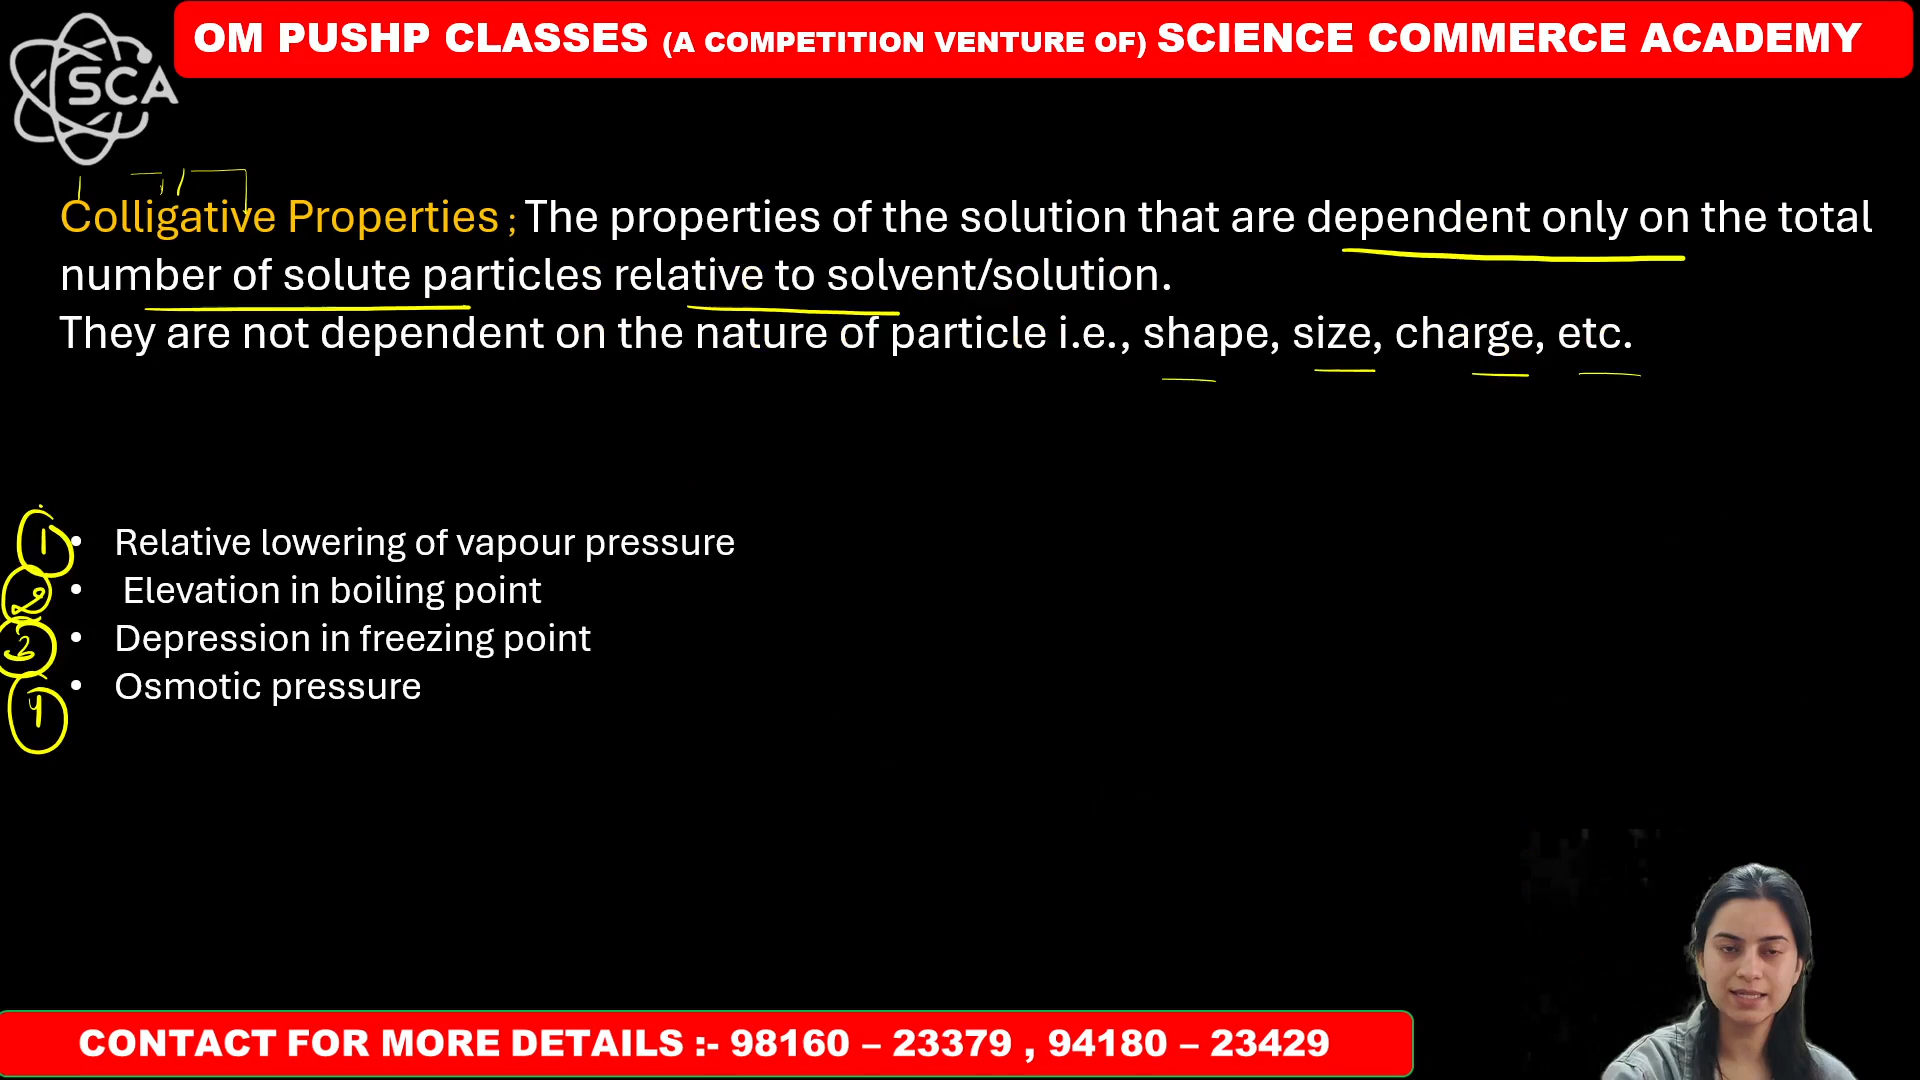 OM PUSHP CLASSES (A COMPETITION VENTURE OF) SCIENCE COMMERCE ACADEMY
SCA
Colligative Properties ; The properties of the solution that are dependent only on the total
number of solute particles relative to solvent/solution.
They are not dependent on the nature of particle i.e., shape, size, charge, etc.
1 • Relative lowering of vapour pressure
2 • Elevation in boiling point
3 • Depression in freezing point
4 • Osmotic pressure
CONTACT FOR MORE DETAILS :- 98160 – 23379 , 94180 – 23429